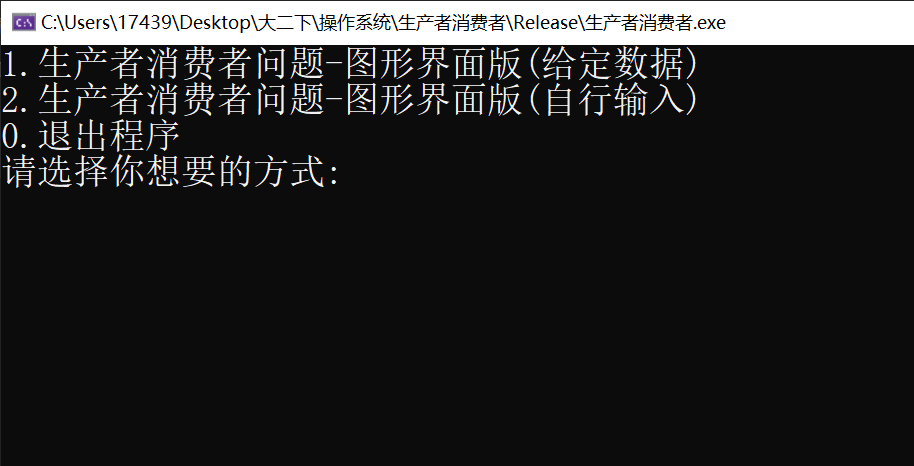 C:\Users\17439\Desktop\大二下\操作系统\生产者消费者\Release\生产者消费者.exe
1.生产者消费者问题-图形界面版(给定数据)
2.生产者消费者问题-图形界面版(自行输入)
0.退出程序
请选择你想要的方式: